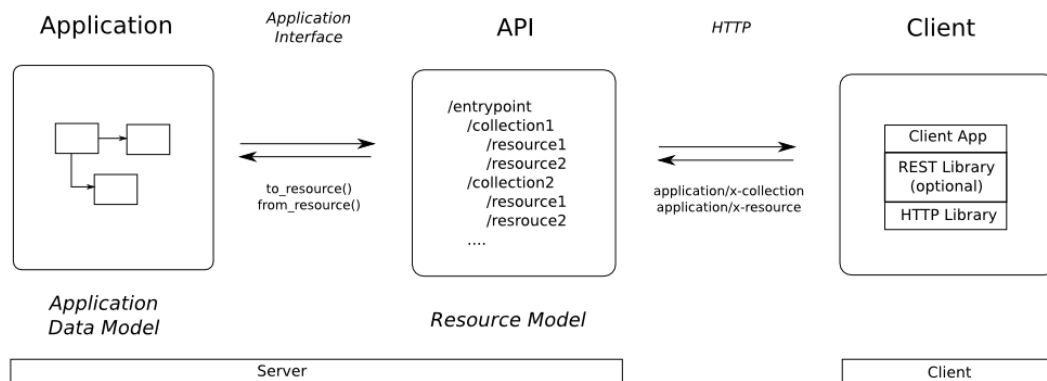 Application
Application
Interface
API
HTTP
Client
/entrypoint
/collection1
/resource1
/resource2
/collection2
/resource1
/resrouce2
....
to_resource()
from_resource()
application/x-collection
application/x-resource
Client App
REST Library
(optional)
HTTP Library
Application
Data Model
Resource Model
Server
Client